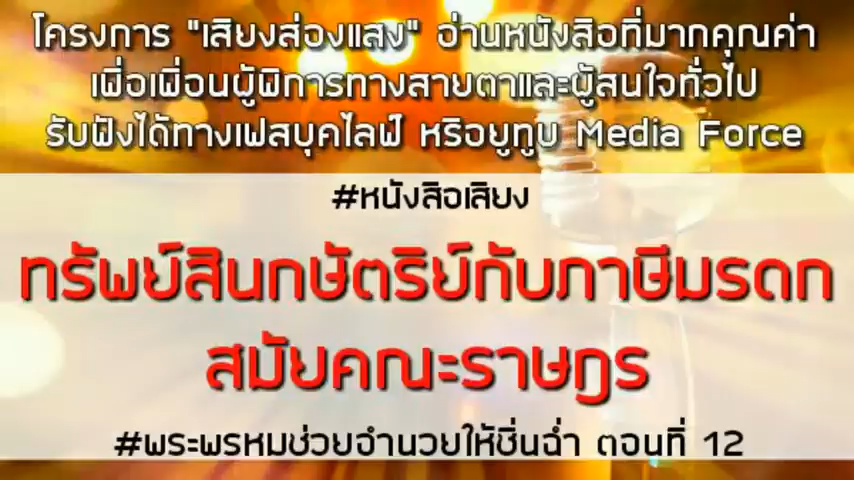 โครงการ "เสียงส่องแสง" อ่านหนังสือที่มากคุณค่า
เพื่อเพื่อนผู้พิการทางสายตาและผู้สนใจทั่วไป
รับฟังได้ทางเฟสบุคไลฟ์ หรือยูทูบ Media Force
#หนังสือเสียง
ทรัพย์สินกษัตริย์กับภาษีมรดก
สมัยคณะราษฎร
#พระพรหมช่วยอำนวยให้ชื่นฉ่ำ ตอนที่ 12